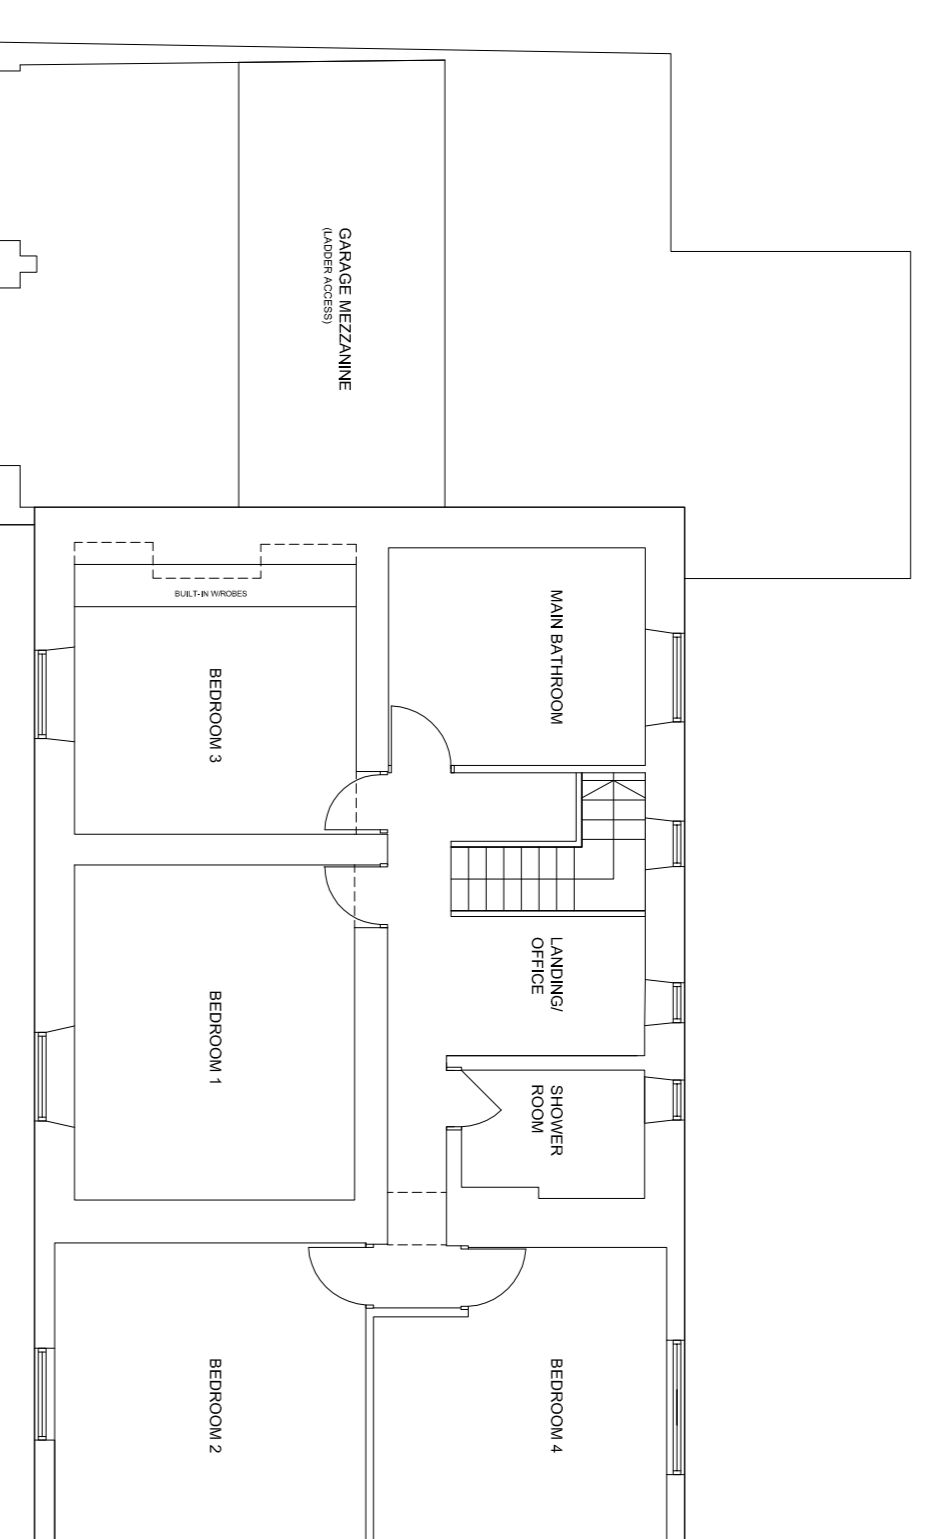 GARAGE MEZZANINE
(LADDER ACCESS)
BUILT-IN W/ROBES
MAIN BATHROOM
BEDROOM 3
LANDING/
OFFICE
BEDROOM 1
SHOWER
ROOM
BEDROOM 2
BEDROOM 4